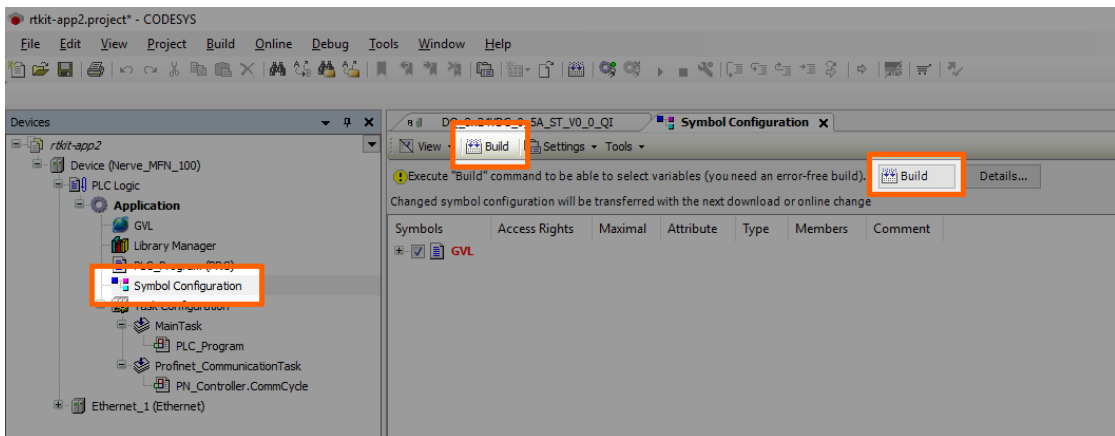 rtkit-app2.project* - CODESYS
File Edit View Project Build Online Debug Tools Window Help
Devices
rtkit-app2
Device (Nerve_MFN_100)
PLC Logic
Application
GVL
Library Manager
PLC_Program (PRG)
Symbol Configuration
Task Configuration
MainTask
PLC_Program
Profinet_CommunicationTask
PN_Controller.CommCycle
Ethernet_1 (Ethernet)
Symbol Configuration
View Build Settings Tools
Execute "Build" command to be able to select variables (you need an error-free build). Build Details...
Changed symbol configuration will be transferred with the next download or online change
Symbols Access Rights Maximal Attribute Type Members Comment
GVL